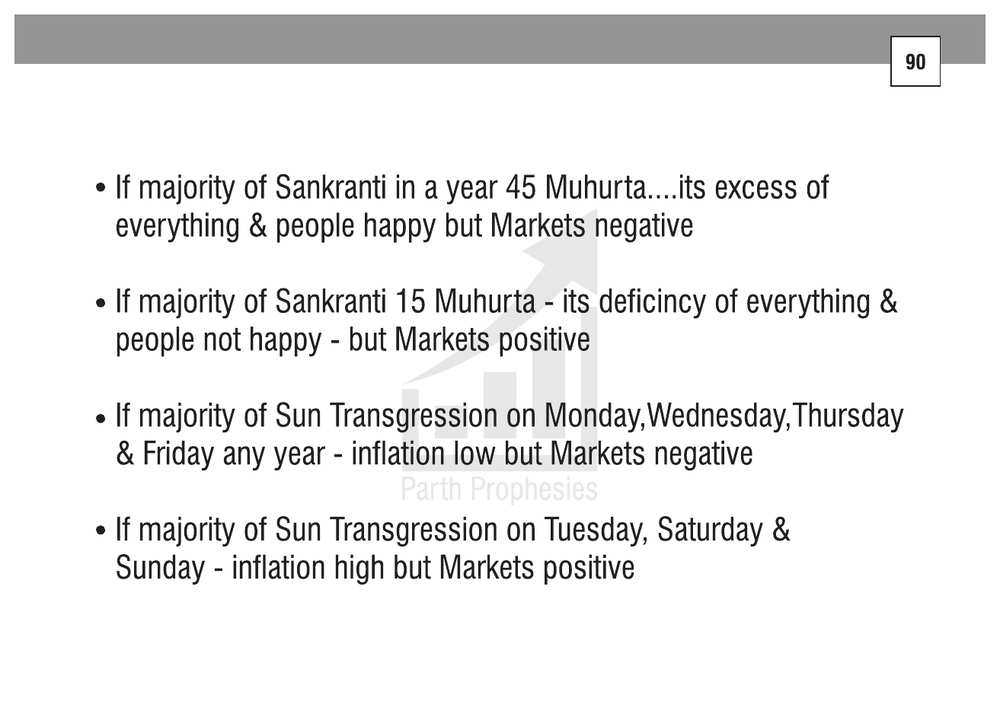 90
• If majority of Sankranti in a year 45 Muhurta....its excess of
everything & people happy but Markets negative
• If majority of Sankranti 15 Muhurta - its deficincy of everything &
people not happy - but Markets positive
• If majority of Sun Transgression on Monday,Wednesday,Thursday
& Friday any year - inflation low but Markets negative
Parth Prophesies
• If majority of Sun Transgression on Tuesday, Saturday &
Sunday - inflation high but Markets positive